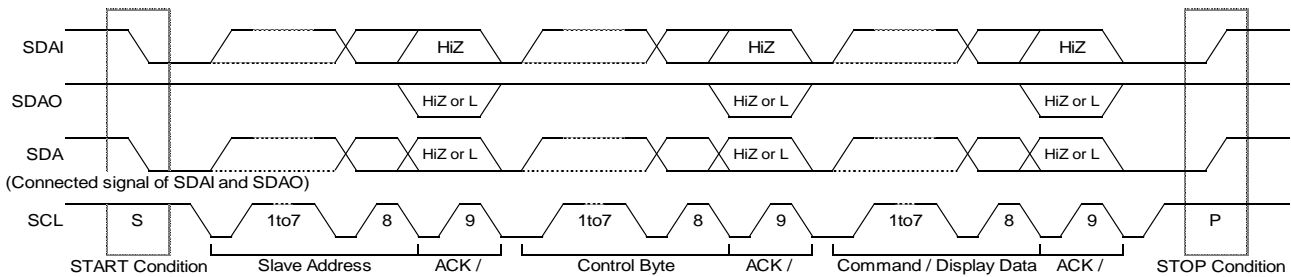 SDAI HiZ HiZ HiZ
SDAO HiZ or L HiZ or L HiZ or L
SDA HiZ or L HiZ or L HiZ or L
(Connected signal of SDAI and SDAO)
SCL S 1to7 8 9 1to7 8 9 1to7 8 9 P
START Condition Slave Address ACK / Control Byte ACK / Command / Display Data ACK / STOP Condition